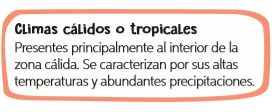 Climas cálidos o tropicales
Presentes principalmente al interior de la
zona cálida. Se caracterizan por sus altas
temperaturas y abundantes precipitaciones.